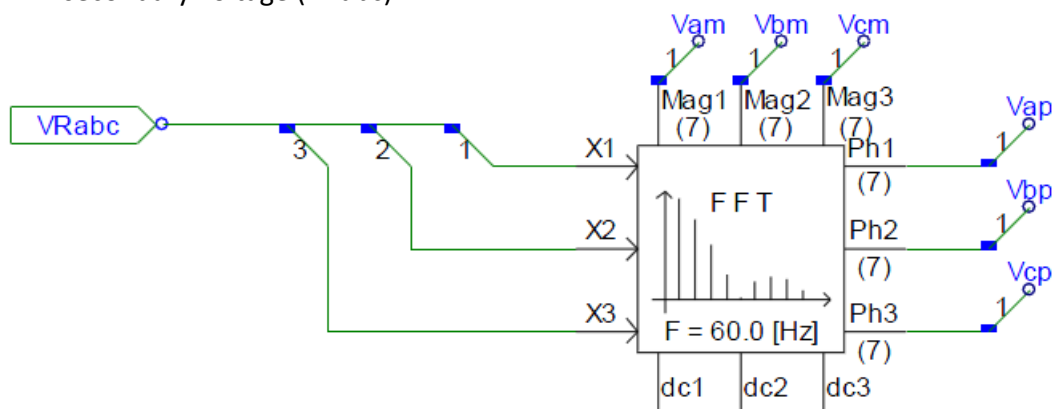 Vam Vbm Vcm
1 1 1
Mag1 Mag2 Mag3
(7) (7) (7)
VRabc
3 2 1
X1
X2
X3
F F T
F = 60.0 [Hz]
Ph1
(7)
1
Vap
Ph2
(7)
1
Vbp
Ph3
(7)
1
Vcp
dc1 dc2 dc3